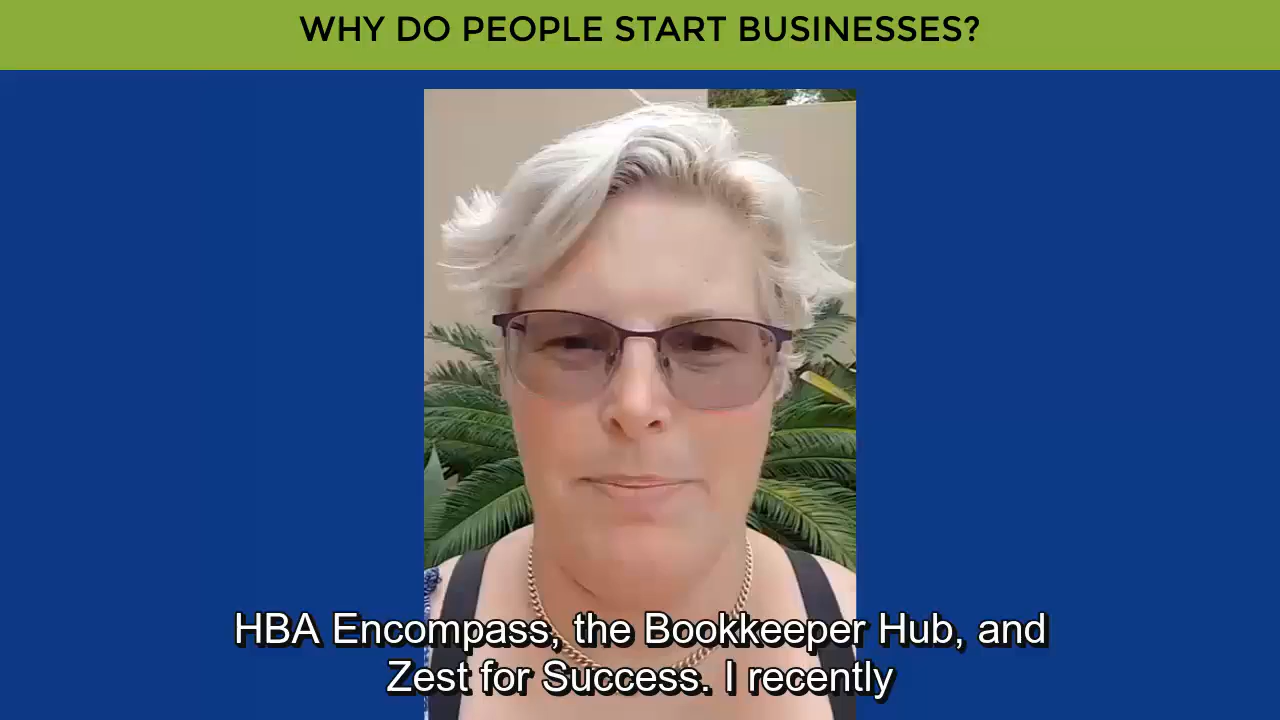 WHY DO PEOPLE START BUSINESSES?
HBA Encompass, the Bookkeeper Hub, and
Zest for Success. I recently